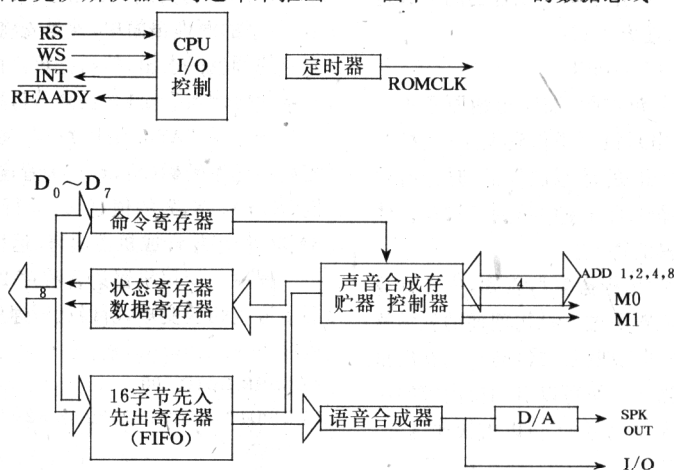 RS
WS
INT
REAADY
CPU
I/O
控制
定时器
ROMCLK
D₀～D₇
命令寄存器
8
状态寄存器
数据寄存器
声音合成存
贮器 控制器
4
ADD 1,2,4,8
M0
M1
16字节先入
先出寄存器
(FIFO)
语音合成器
D/A
SPK
OUT
I/O